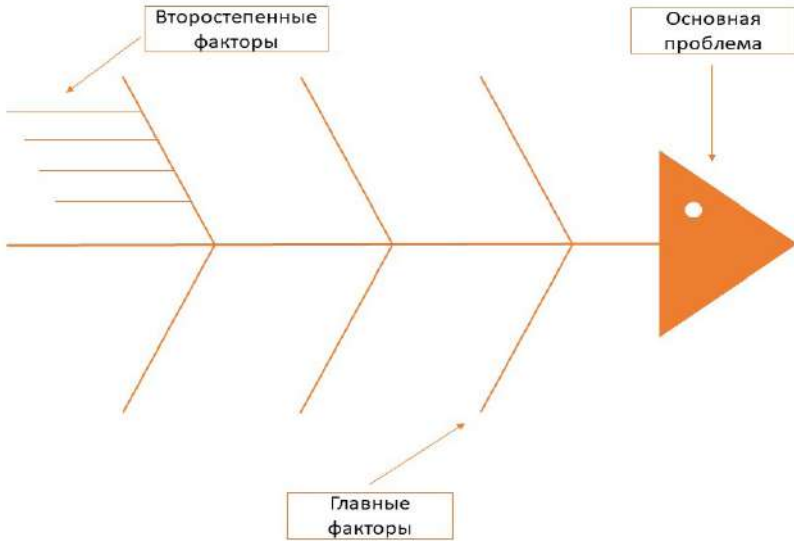 Второстепенные
факторы
Основная
проблема
Главные
факторы